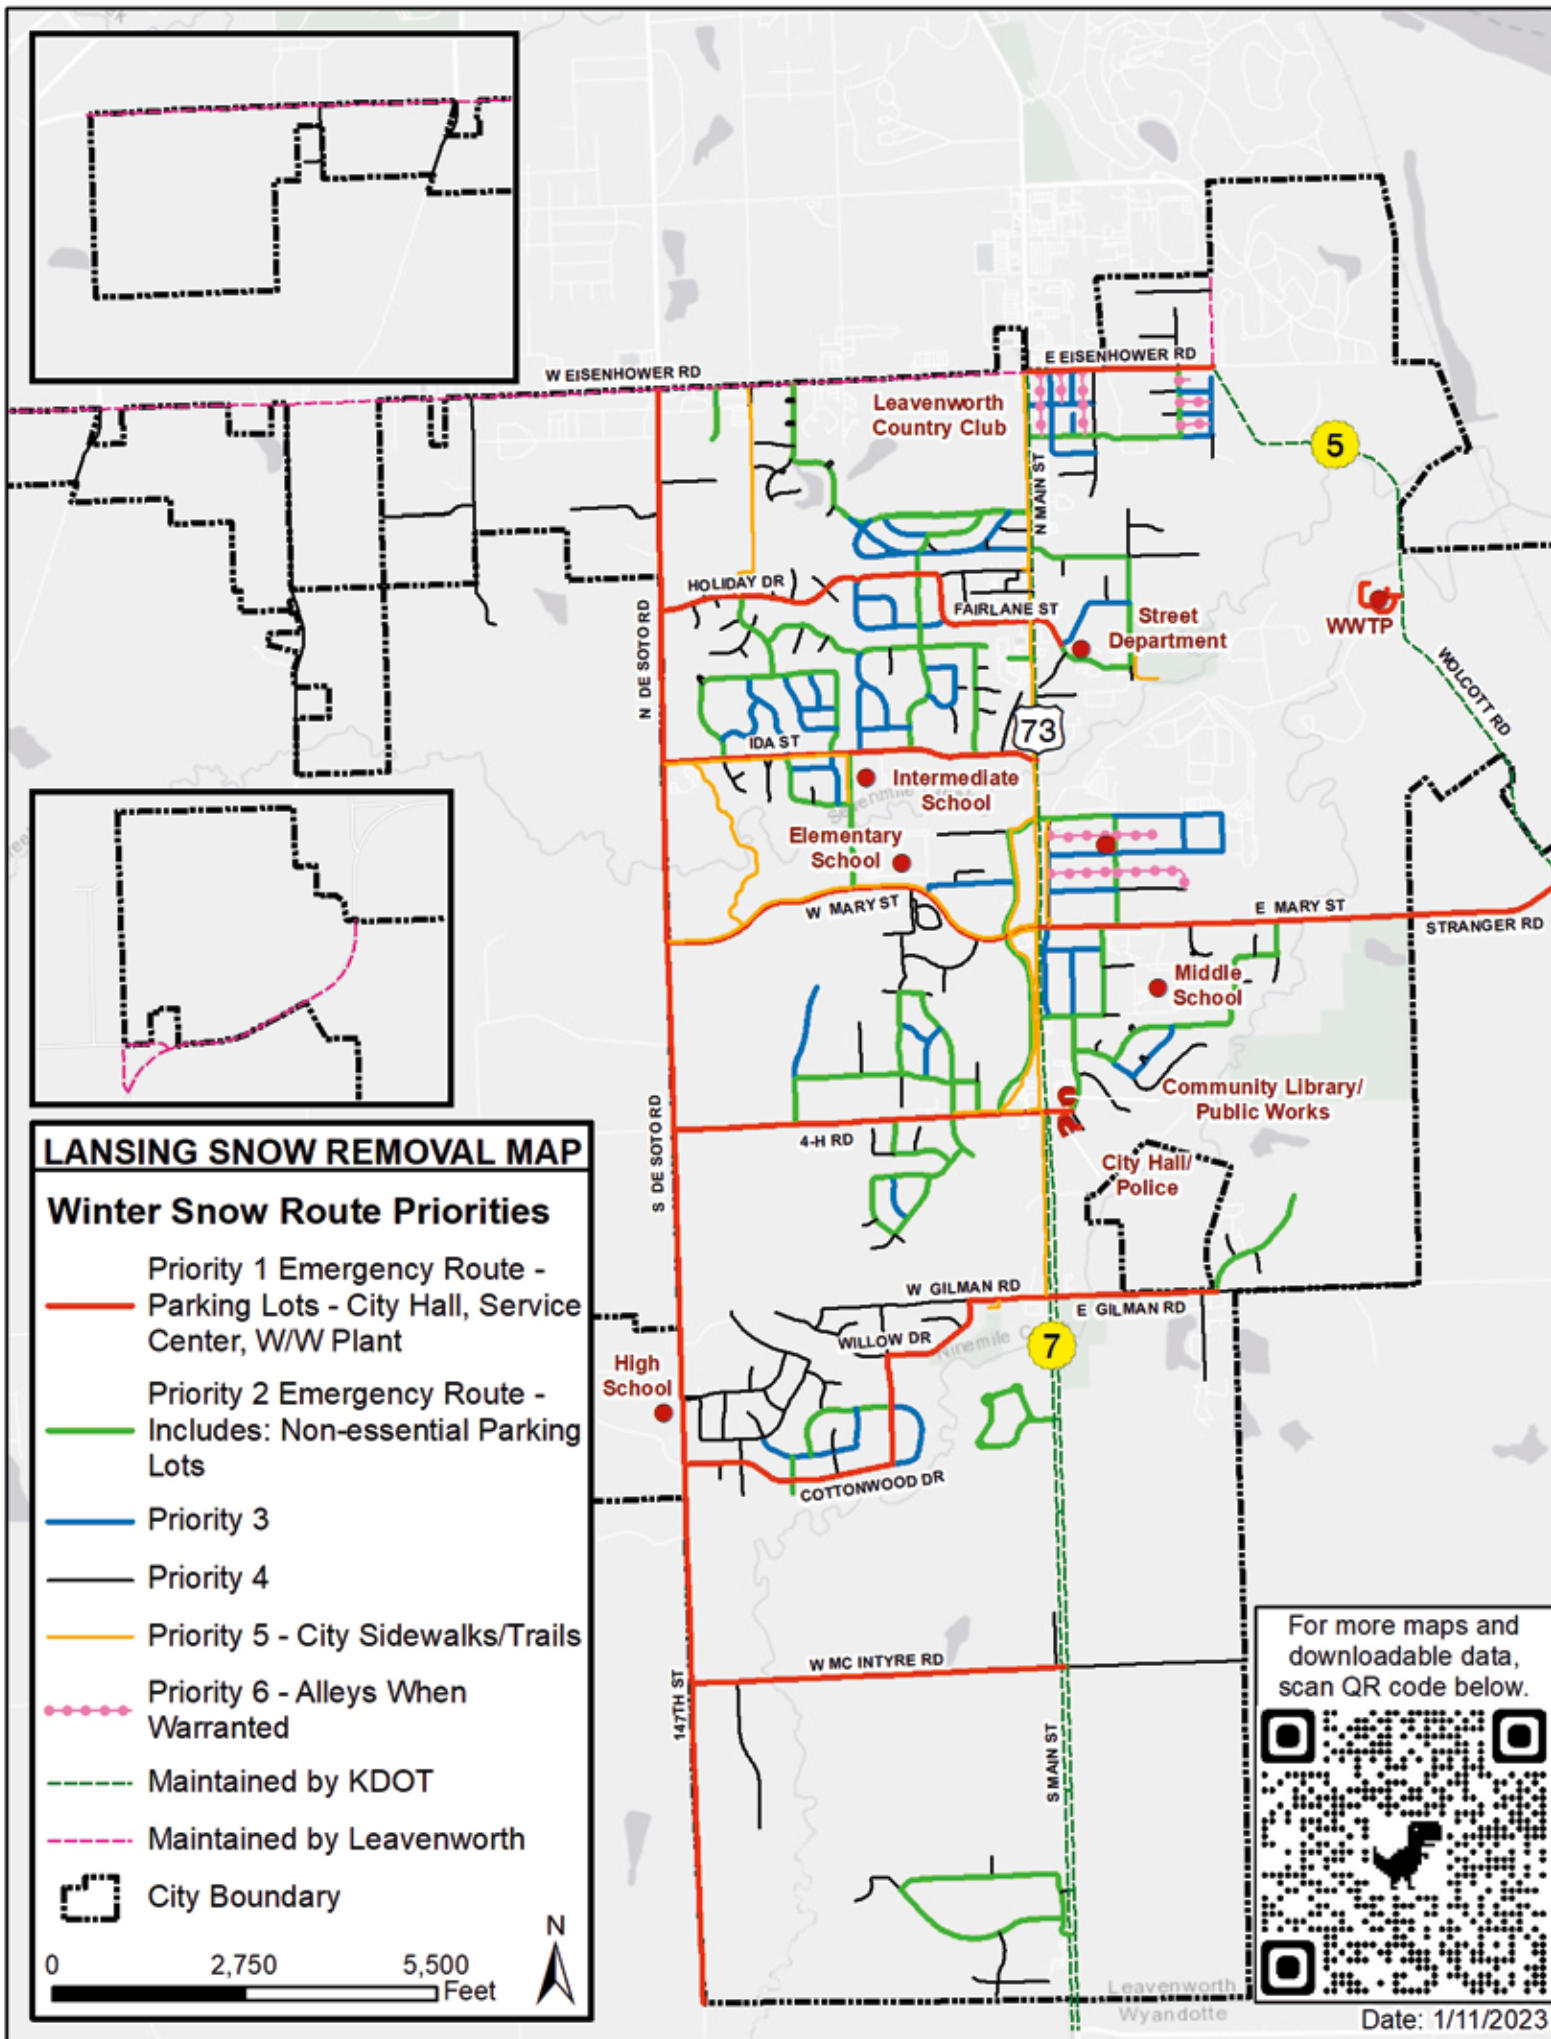 W EISENHOWER RD
E EISENHOWER RD
Leavenworth
Country Club
5
N MAIN ST
HOLIDAY DR
FAIRLANE ST
Street
Department
WWTP
WOLCOTT RD
N DE SOTO RD
IDA ST
73
Intermediate
School
Elementary
School
W MARY ST
E MARY ST
STRANGER RD
Middle
School
Community Library/
Public Works
4-H RD
S DE SOTO RD
City Hall/
Police
W GILMAN RD
E GILMAN RD
WILLOW DR
7
High
School
COTTONWOOD DR
W MC INTYRE RD
147TH ST
S MAIN ST
Leavenworth
Wyandotte
LANSING SNOW REMOVAL MAP
Winter Snow Route Priorities
Priority 1 Emergency Route -
Parking Lots - City Hall, Service
Center, W/W Plant
Priority 2 Emergency Route -
Includes: Non-essential Parking
Lots
Priority 3
Priority 4
Priority 5 - City Sidewalks/Trails
Priority 6 - Alleys When
Warranted
Maintained by KDOT
Maintained by Leavenworth
City Boundary
0 2,750 5,500
Feet
N
For more maps and
downloadable data,
scan QR code below.
Date: 1/11/2023